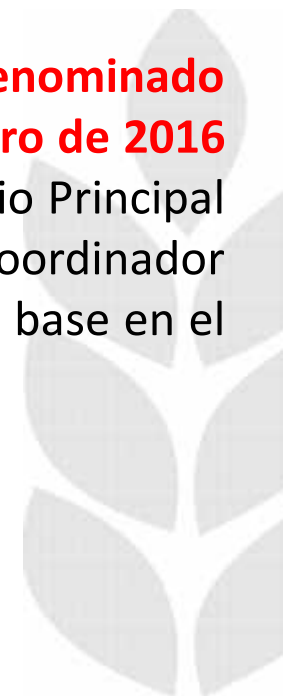 enominado
ro de 2016
io Principal
oordinador
base en el